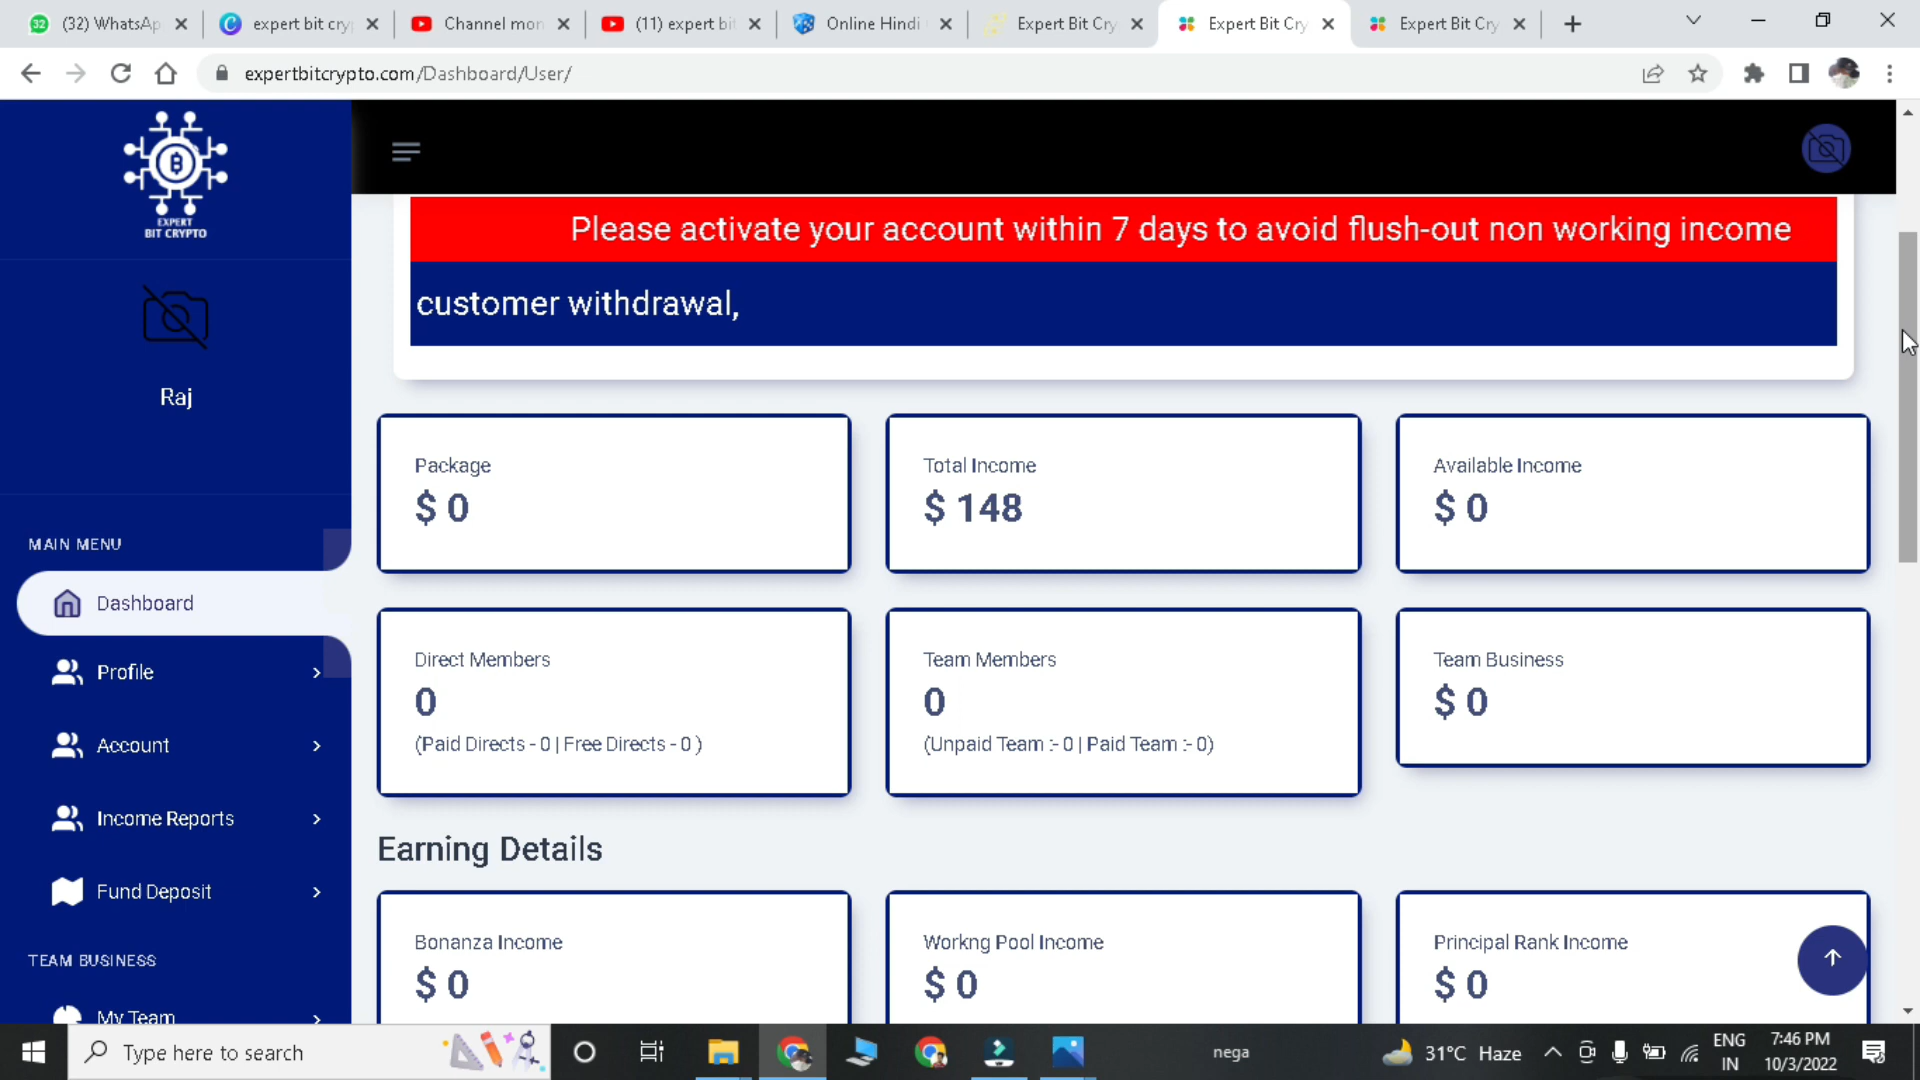 (32) WhatsAp
expert bit cry
Channel mon
(11) expert bit
Online Hindi
Expert Bit Cry
Expert Bit Cry
Expert Bit Cry
expertbitcrypto.com/Dashboard/User/
EXPERT
BIT CRYPTO
Please activate your account within 7 days to avoid flush-out non working income
customer withdrawal,
Raj
Package
$ 0
Total Income
$ 148
Available Income
$ 0
MAIN MENU
Dashboard
Profile
Account
Income Reports
Fund Deposit
TEAM BUSINESS
My Team
Direct Members
0
(Paid Directs - 0 | Free Directs - 0 )
Team Members
0
(Unpaid Team :- 0 | Paid Team :- 0)
Team Business
$ 0
Earning Details
Bonanza Income
$ 0
Workng Pool Income
$ 0
Principal Rank Income
$ 0
Type here to search
nega
31°C Haze
ENG
IN
7:46 PM
10/3/2022